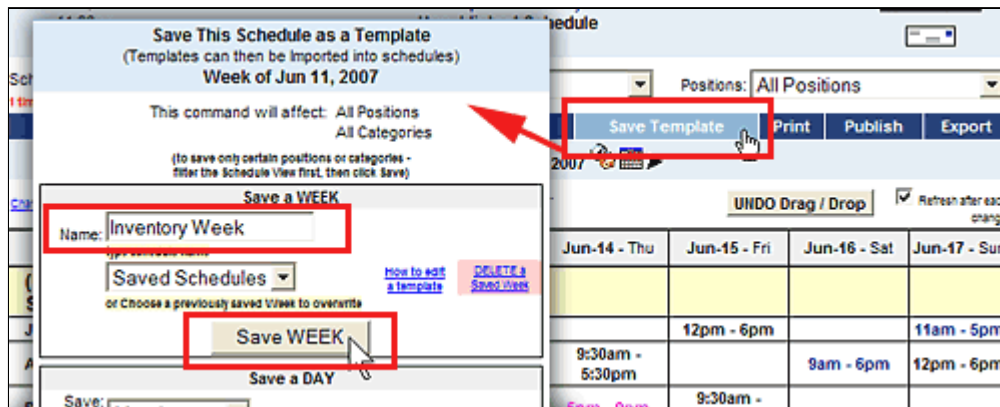 Save This Schedule as a Template
(Templates can then be Imported into schedules)
Week of Jun 11, 2007
This command will affect: All Positions
All Categories
(to save only certain positions or categories -
filter the Schedule View first, then click Save)
Save a WEEK
Name: Inventory Week
Saved Schedules
How to edit
a template
DELETE a
Saved Week
or Choose a previously saved Week to overwrite
Save WEEK
Save a DAY
Save:
edule
Positions: All Positions
Save Template Print Publish Export
2007
UNDO Drag / Drop
Refresh after eac
chang
Jun-14 - Thu Jun-15 - Fri Jun-16 - Sat Jun-17 - Sun
12pm - 6pm 11am - 5pm
9:30am -
5:30pm
9am - 6pm 12pm - 6pm
9:30am -